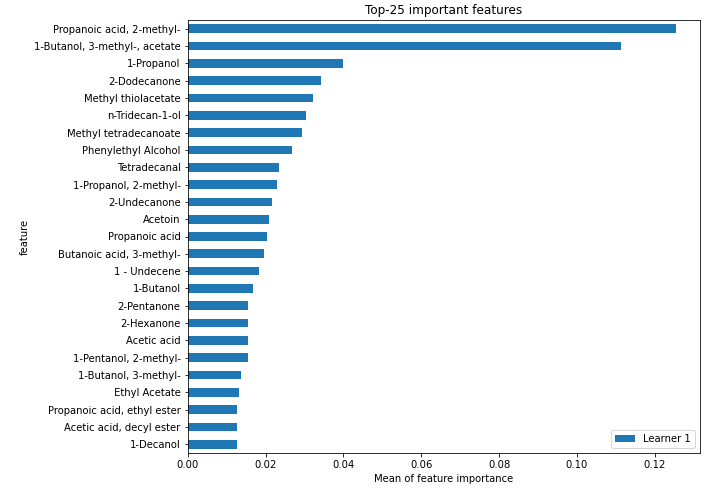 Top-25 important features
Propanoic acid, 2-methyl-
1-Butanol, 3-methyl-, acetate
1-Propanol
2-Dodecanone
Methyl thiolacetate
n-Tridecan-1-ol
Methyl tetradecanoate
Phenylethyl Alcohol
Tetradecanal
1-Propanol, 2-methyl-
2-Undecanone
Acetoin
Propanoic acid
Butanoic acid, 3-methyl-
1 - Undecene
1-Butanol
2-Pentanone
2-Hexanone
Acetic acid
1-Pentanol, 2-methyl-
1-Butanol, 3-methyl-
Ethyl Acetate
Propanoic acid, ethyl ester
Acetic acid, decyl ester
1-Decanol
feature
Learner 1
0.00 0.02 0.04 0.06 0.08 0.10 0.12
Mean of feature importance